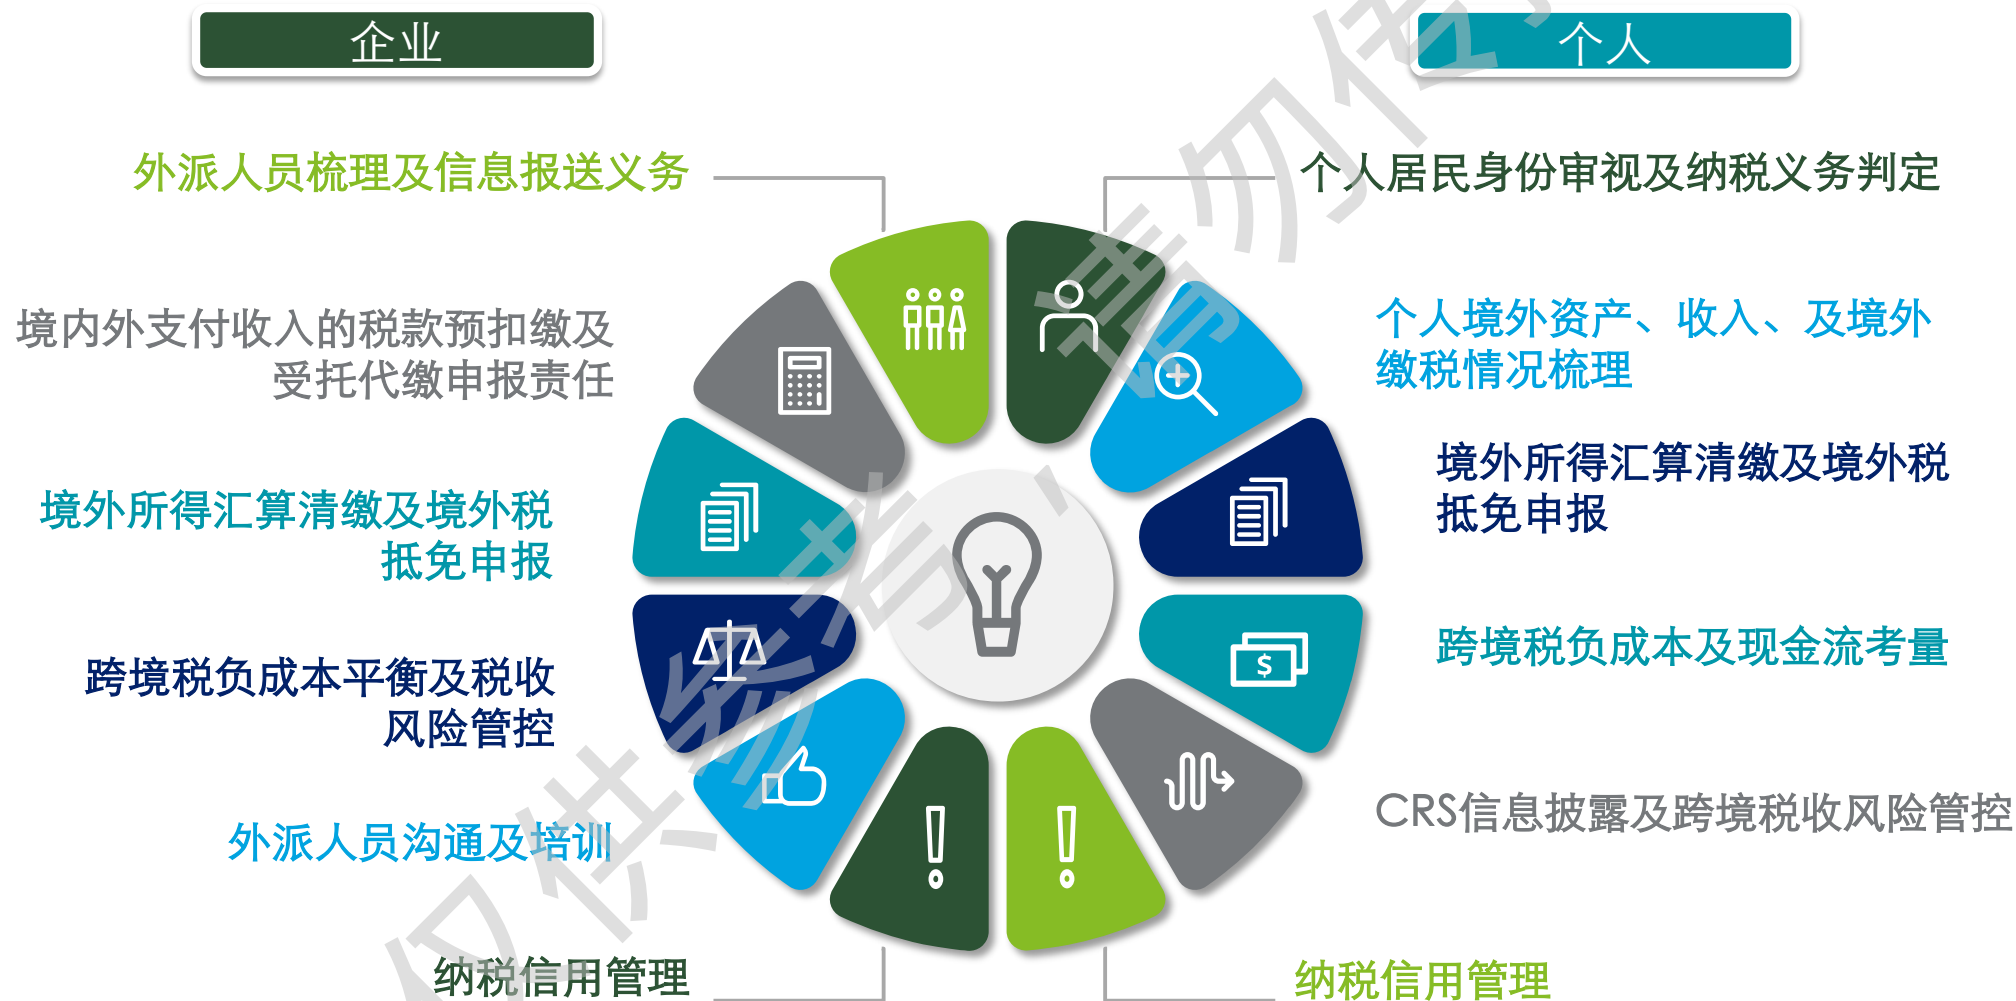 企业
外派人员梳理及信息报送义务
境内外支付收入的税款预扣缴及
受托代缴申报责任
境外所得汇算清缴及境外税
抵免申报
跨境税负成本平衡及税收
风险管控
外派人员沟通及培训
纳税信用管理
个人
个人居民身份审视及纳税义务判定
个人境外资产、收入、及境外
缴税情况梳理
境外所得汇算清缴及境外税
抵免申报
跨境税负成本及现金流考量
CRS信息披露及跨境税收风险管控
纳税信用管理
$
仅供参考，请勿传